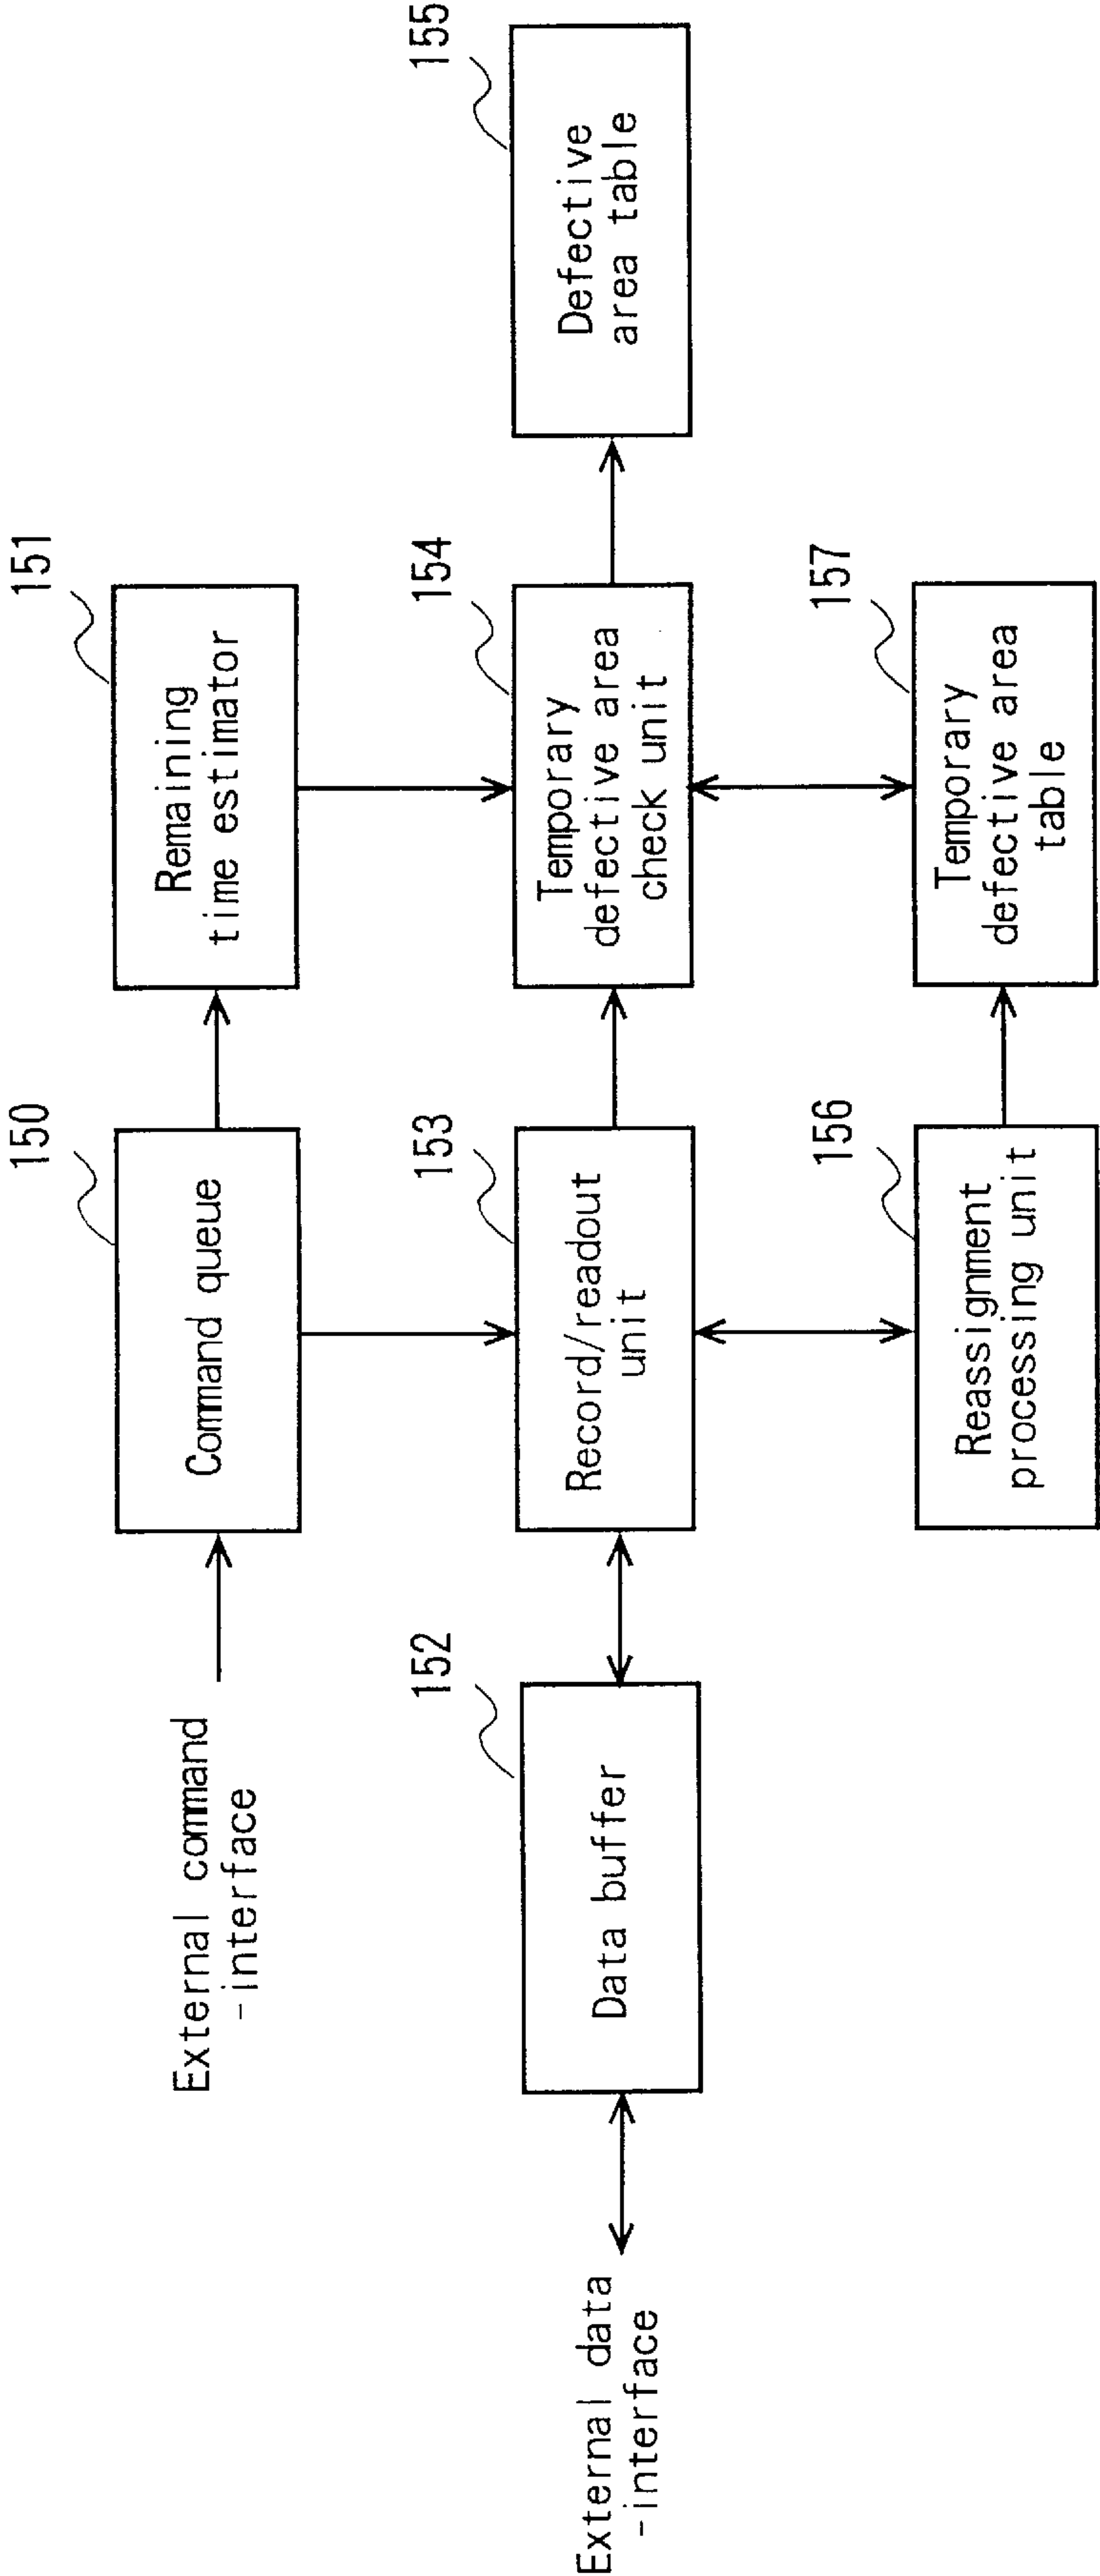 150
151
External command
-interface
Command queue
Remaining
time estimator
152
153
154
155
External data
-interface
Data buffer
Record/readout
unit
Temporary
defective area
check unit
Defective
area table
156
157
Reassignment
processing unit
Temporary
defective area
table